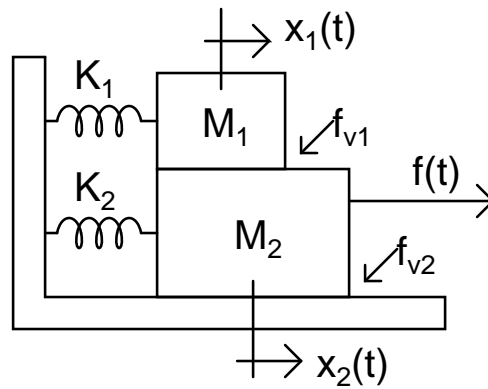 x₁(t)
K₁
M₁
fᵥ₁
f(t)
K₂
M₂
fᵥ₂
x₂(t)